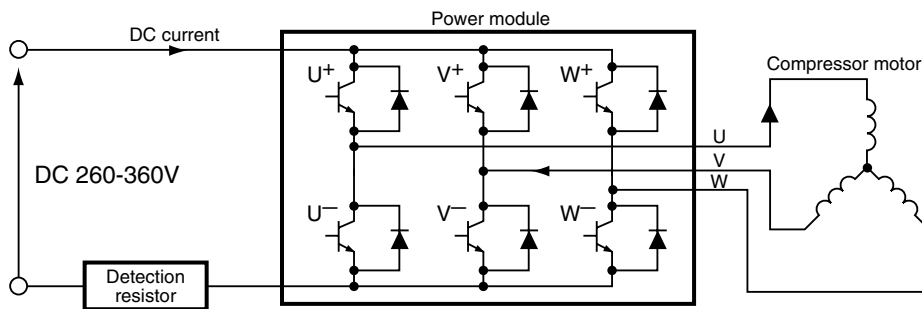 Power module
DC current
U+
V+
W+
Compressor motor
U
V
W
DC 260-360V
U—
V—
W—
Detection
resistor